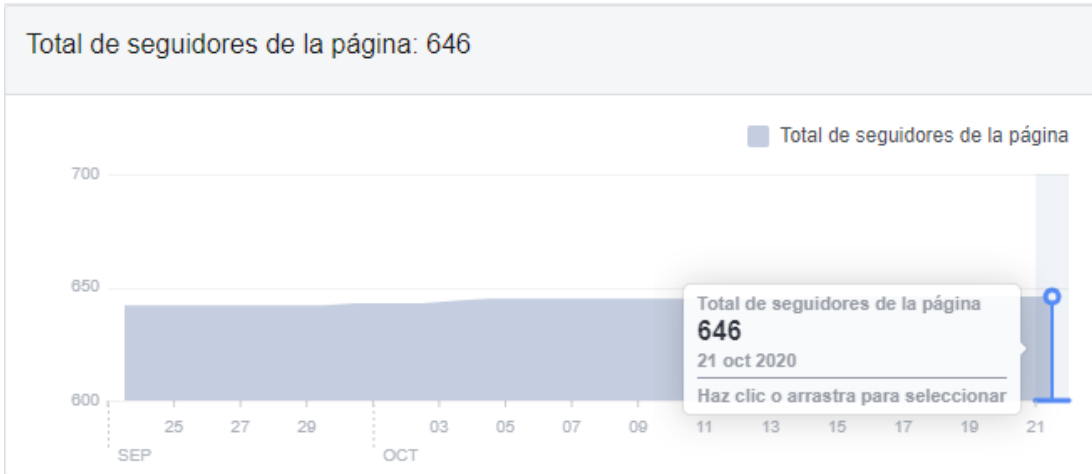 Total de seguidores de la página: 646
Total de seguidores de la página
700
650
600
Total de seguidores de la página
646
21 oct 2020
Haz clic o arrastra para seleccionar
25 27 29 03 05 07 09 11 13 15 17 19 21
SEP OCT